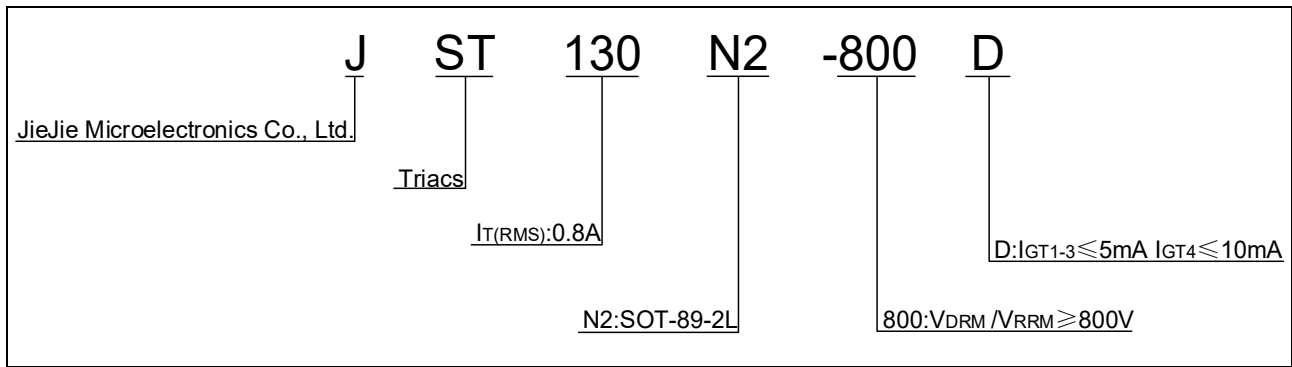 J ST 130 N2 -800 D
JieJie Microelectronics Co., Ltd.
Triacs
IT(RMS):0.8A
D:IGT1-3≤5mA IGT4≤10mA
N2:SOT-89-2L
800:VDRM /VRRM≥800V